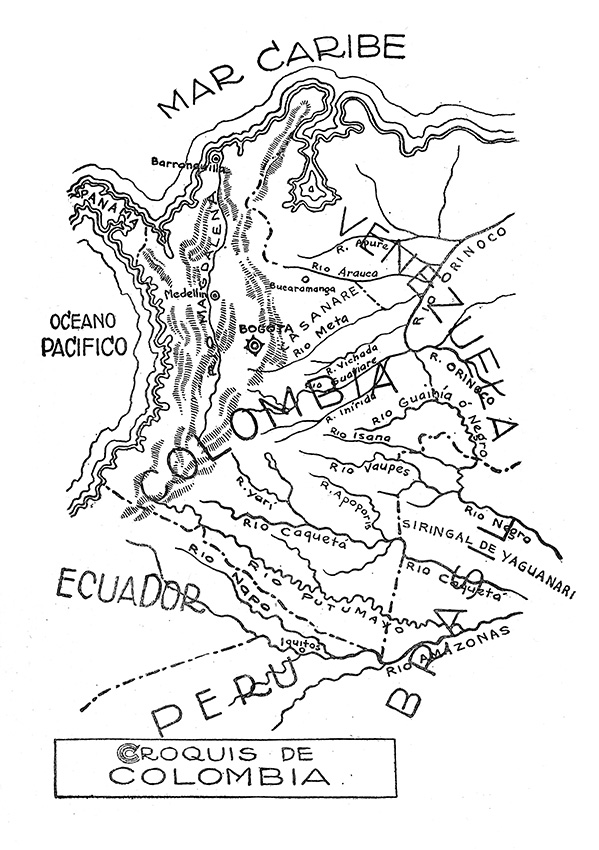 MAR CARIBE
Barranquilla
PANAMA
VENEZUELA
R. Apure
RIO ORINOCO
RIO Arauca
RIO MAGDALENA
Bucaramanga
CASANARE
Medellin
OCEANO
PACIFICO
BOGOTA
RIO Meta
R. Vichada
RIO Guaviare
R. ORINOCO
COLOMBIA
R. Inirida
RIO Guainia ó Negro
RIO Isana
RIO Vaupes
R. Yari
R. Apoporis
RIO Negro
RIO Caqueta
SIRINGAL DE YAGUANARI
RIO Caqueta
ECUADOR
RIO NAPO
RIO PUTUMAYO
Iquitos
RIO AMAZONAS
PERU
BRASIL
CROQUIS DE
COLOMBIA